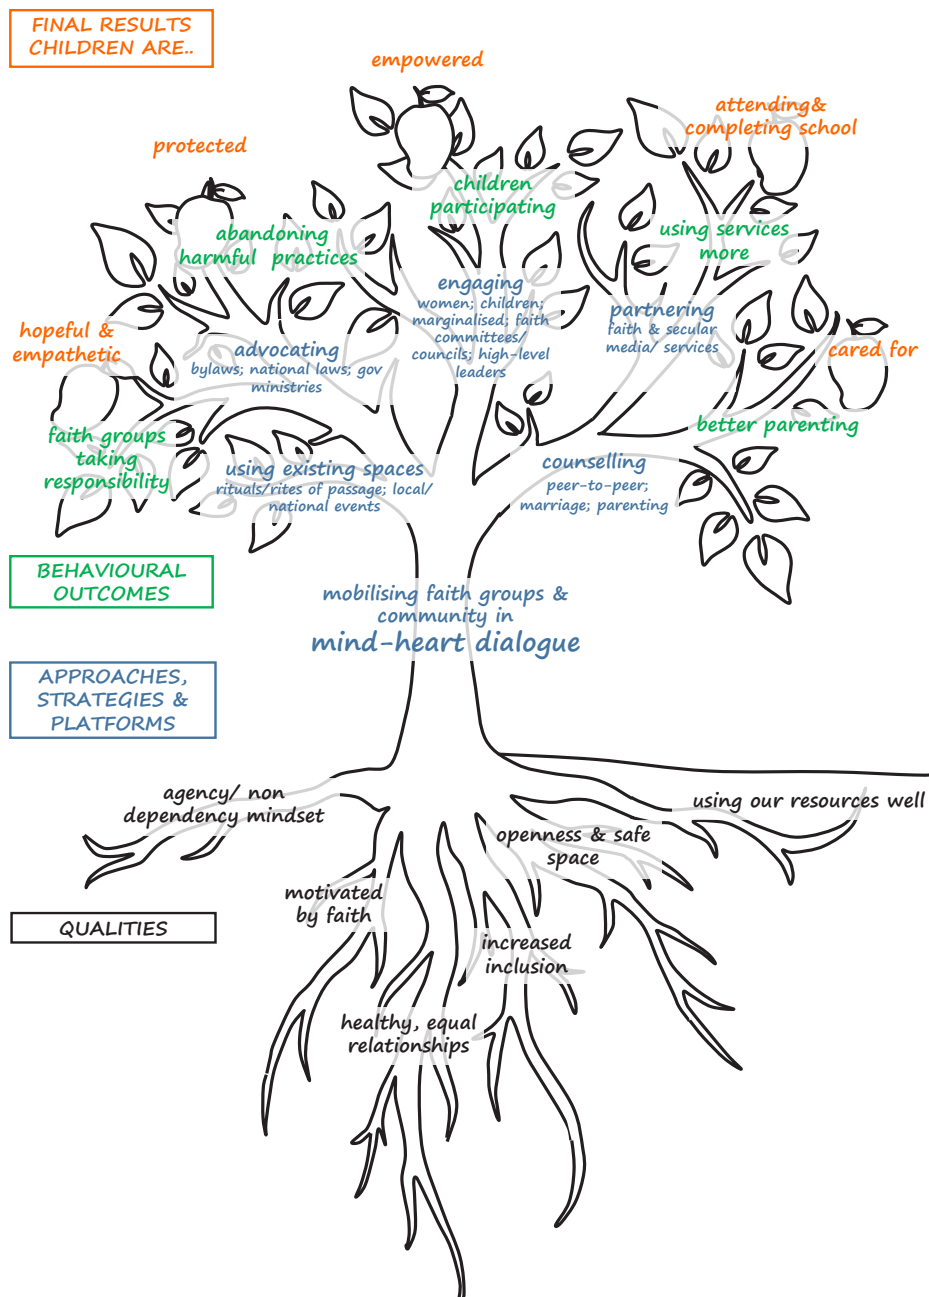 FINAL RESULTS
CHILDREN ARE..
empowered
attending&
completing school
protected
children
participating
abandoning
harmful practices
using services
more
hopeful &
empathetic
engaging
women; children;
marginalised; faith
committees/
councils; high-level
leaders
partnering
faith & secular
media/ services
advocating
bylaws; national laws; gov
ministries
cared for
faith groups
taking
responsibility
better parenting
using existing spaces
rituals/rites of passage; local/
national events
counselling
peer-to-peer;
marriage; parenting
BEHAVIOURAL
OUTCOMES
mobilising faith groups &
community in
mind-heart dialogue
APPROACHES,
STRATEGIES &
PLATFORMS
agency/ non
dependency mindset
using our resources well
openness & safe
space
motivated
by faith
QUALITIES
increased
inclusion
healthy, equal
relationships